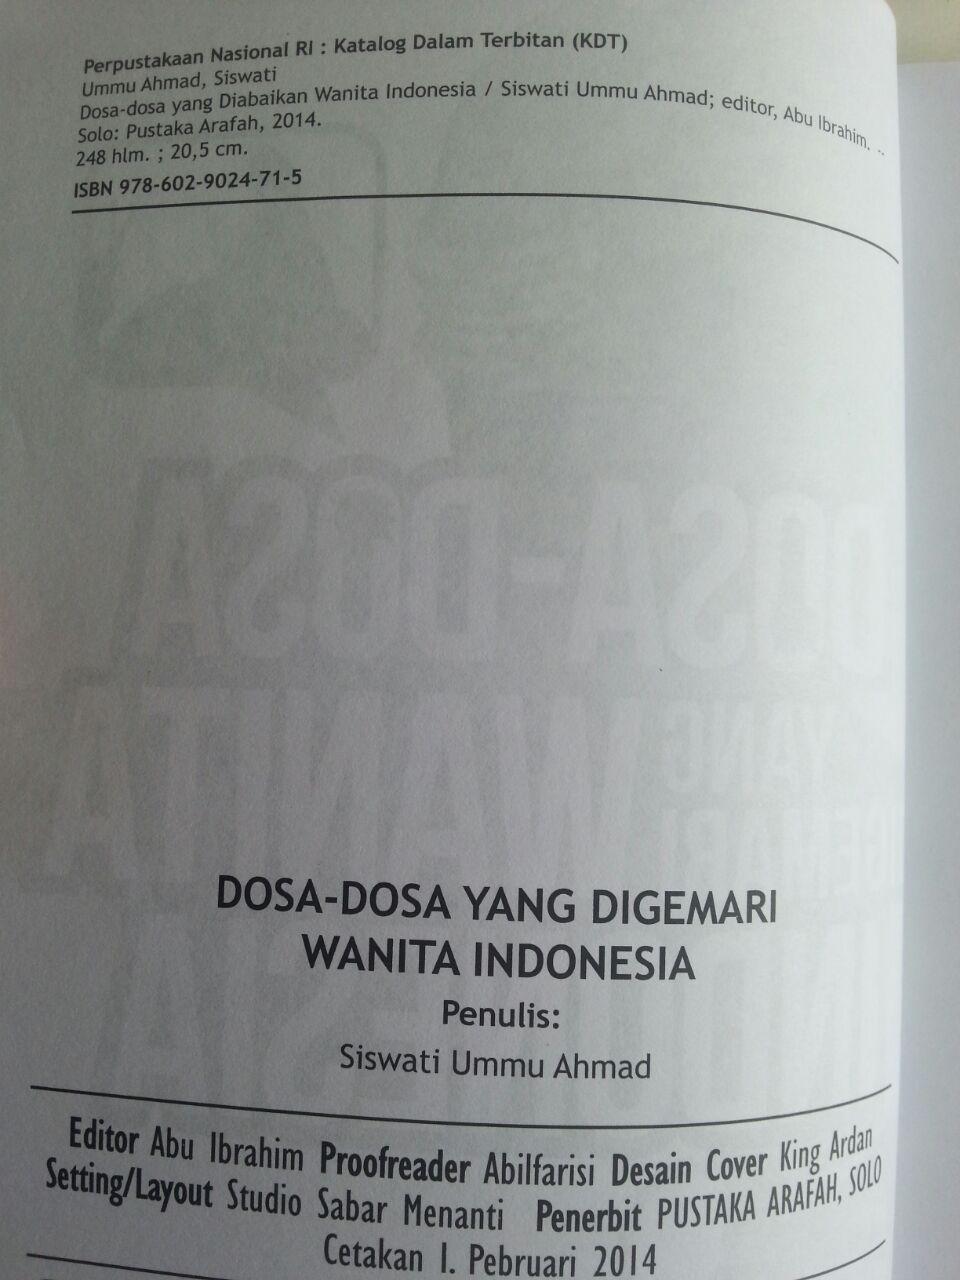 Perpustakaan Nasional RI : Katalog Dalam Terbitan (KDT)
Ummu Ahmad, Siswati
Dosa-dosa yang Diabaikan Wanita Indonesia / Siswati Ummu Ahmad; editor, Abu Ibrahim. --
Solo: Pustaka Arafah, 2014.
248 hlm. ; 20,5 cm.
ISBN 978-602-9024-71-5
DOSA-DOSA YANG DIGEMARI
WANITA INDONESIA
Penulis:
Siswati Ummu Ahmad
Editor Abu Ibrahim Proofreader Abilfarisi Desain Cover King Ardan
Setting/Layout Studio Sabar Menanti Penerbit PUSTAKA ARAFAH, SOLO
Cetakan I. Pebruari 2014